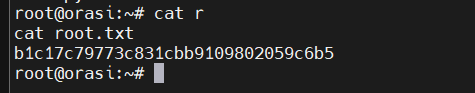 root@orasi:~# cat r
cat root.txt
b1c17c79773c831cbb9109802059c6b5
root@orasi:~#